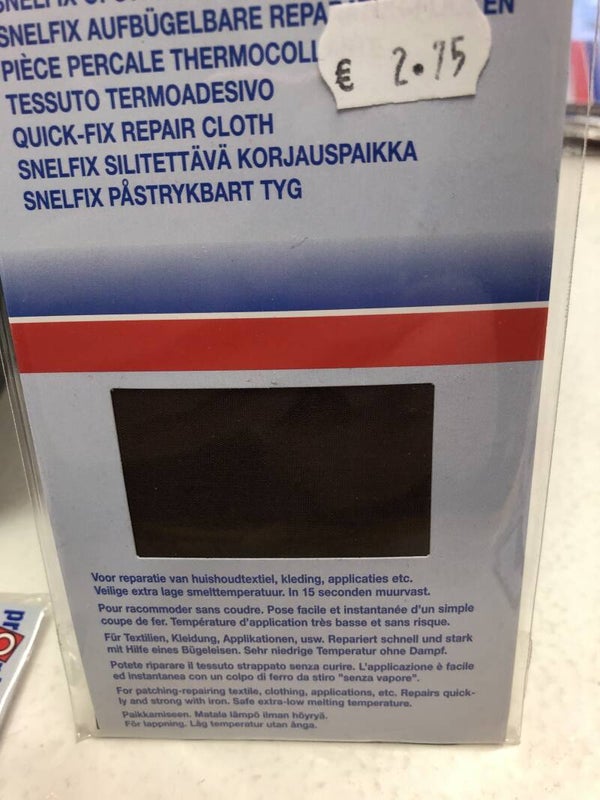 SNELFIX AUFBÜGELBARE
€ 2.75
PIÈCE PERCALE
TESSUTO TERMOADESIVO
QUICK-FIX REPAIR CLOTH
SNELFIX SILITETTÄVÄ KORJAUSPAIKKA
SNELFIX PÅSTRYKBART TYG
Voor reparatie van huishoudtextiel, kleding, applicaties etc.
Veilige extra lage smelttemperatuur. In 15 seconden muurvast.
Pour racommoder sans coudre. Pose facile et instantanée d'un simple
coupe de fer. Température d'application très basse et sans risque.
Für Textilien, Kleidung, Applikationen, usw. Repariert schnell und stark
mit Hilfe eines Bügeleisen. Sehr niedrige Temperatur ohne Dampf.
Potete riparare il tessuto strappato senza curire. L'applicazione è facile
ed instantanea con un colpo di ferro da stiro "senza vapore".
For patching-repairing textile, clothing, applications, etc. Repairs quick-
ly and strong with iron. Safe extra-low melting temperature.
Paikkamiseen. Matala lämpö ilman höyryä.
För lappning. Låg temperatur utan ånga.